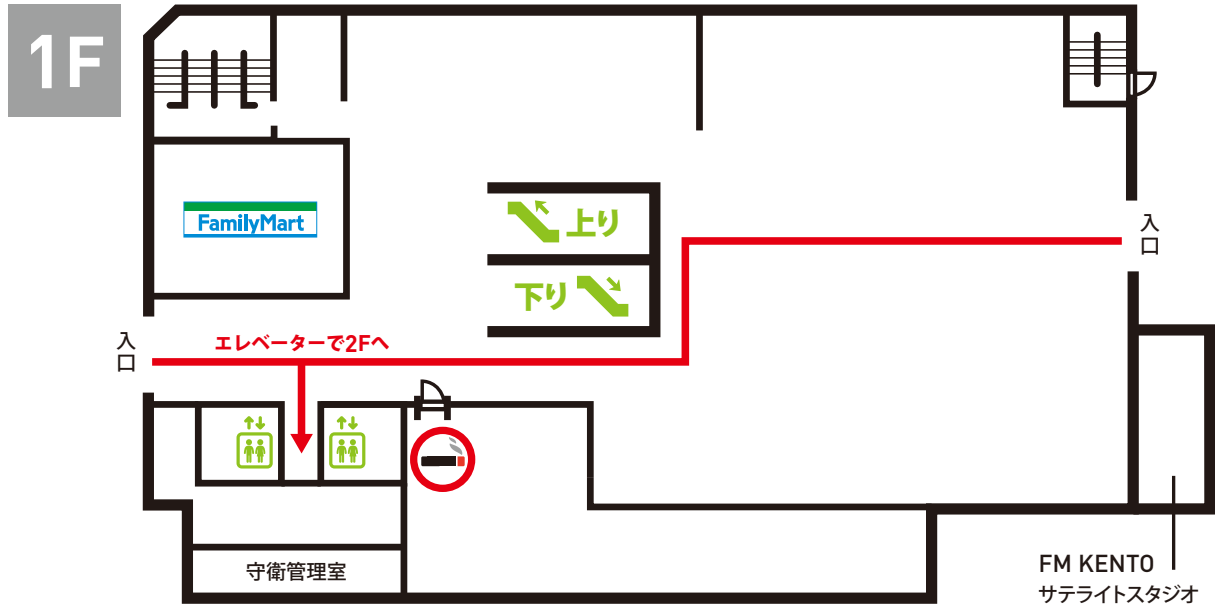 1F
FamilyMart
上り
下り
入
口
入
口
エレベーターで2Fへ
守衛管理室
FM KENTO
サテライトスタジオ